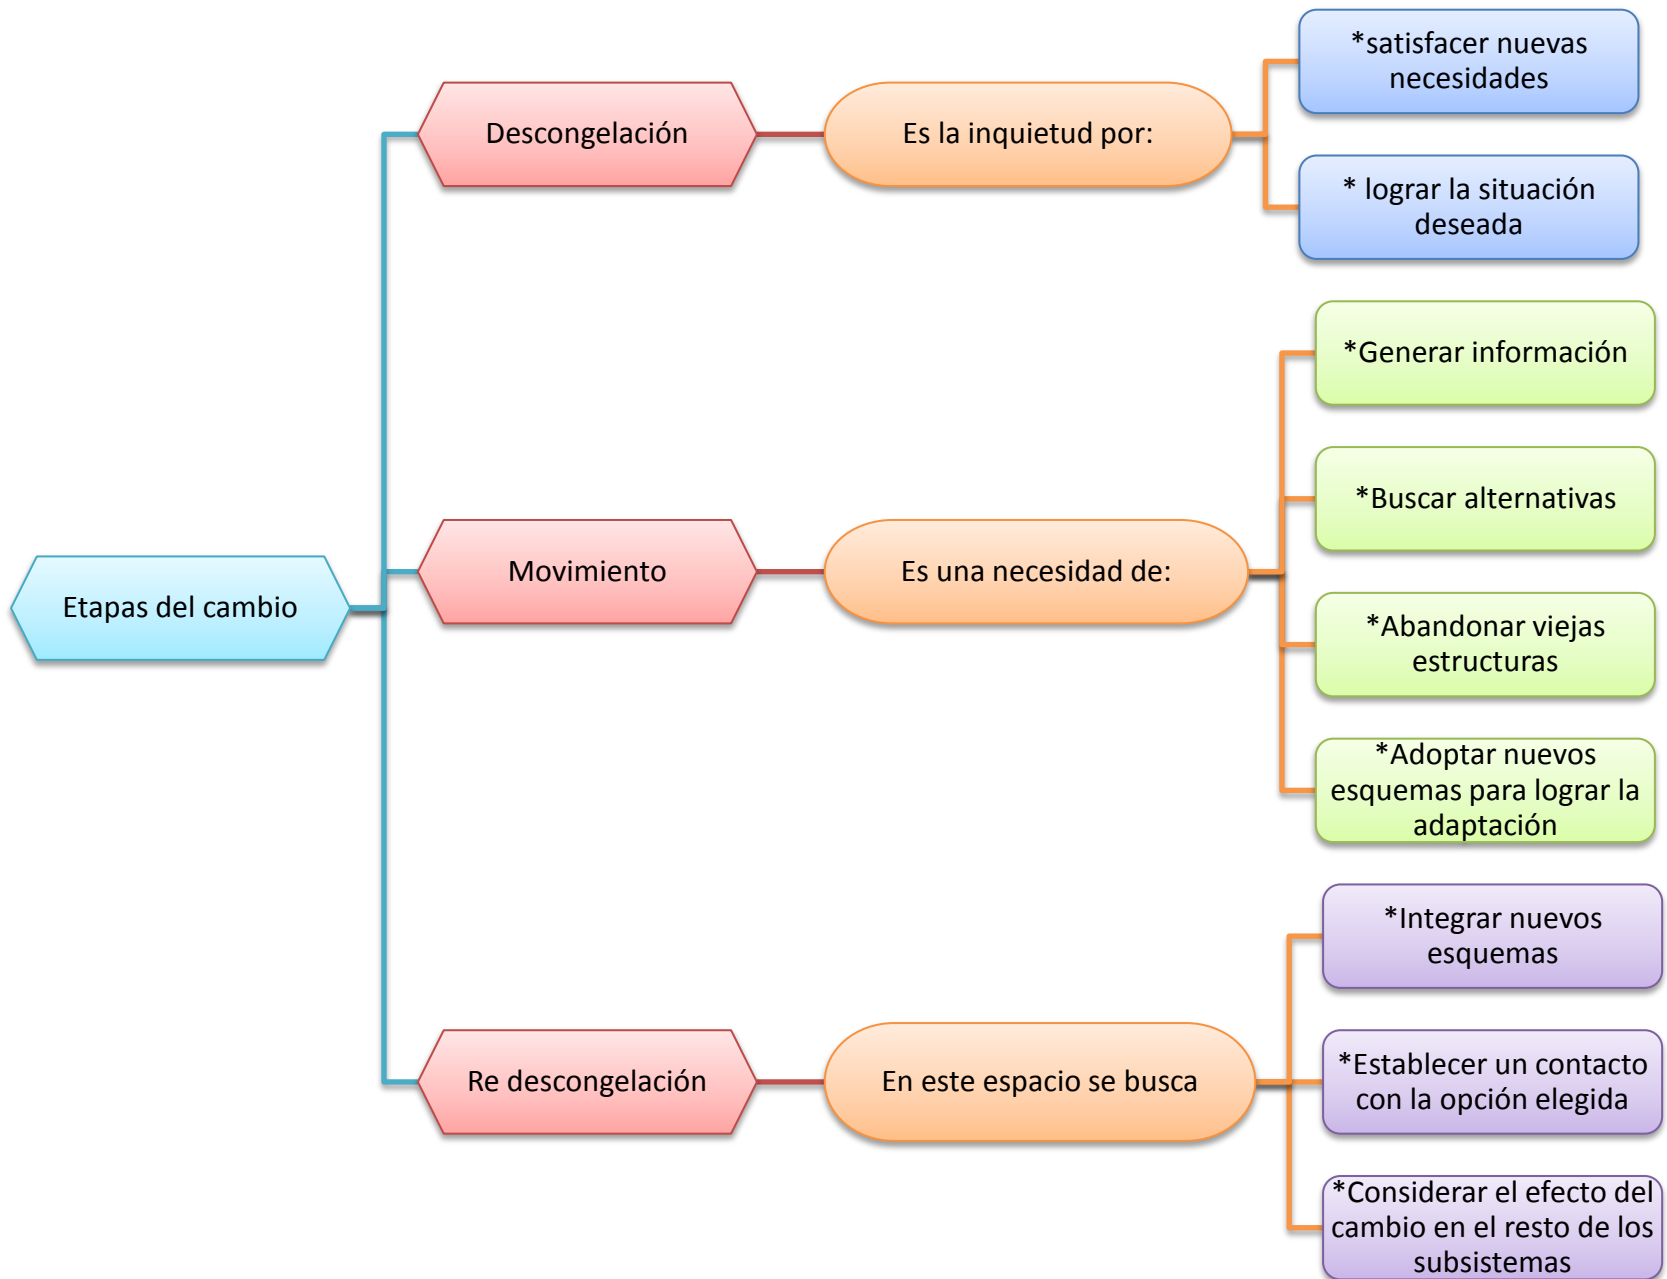 Etapas del cambio
Descongelación
Es la inquietud por:
*satisfacer nuevas
necesidades
* lograr la situación
deseada
Movimiento
Es una necesidad de:
*Generar información
*Buscar alternativas
*Abandonar viejas
estructuras
*Adoptar nuevos
esquemas para lograr la
adaptación
Re descongelación
En este espacio se busca
*Integrar nuevos
esquemas
*Establecer un contacto
con la opción elegida
*Considerar el efecto del
cambio en el resto de los
subsistemas